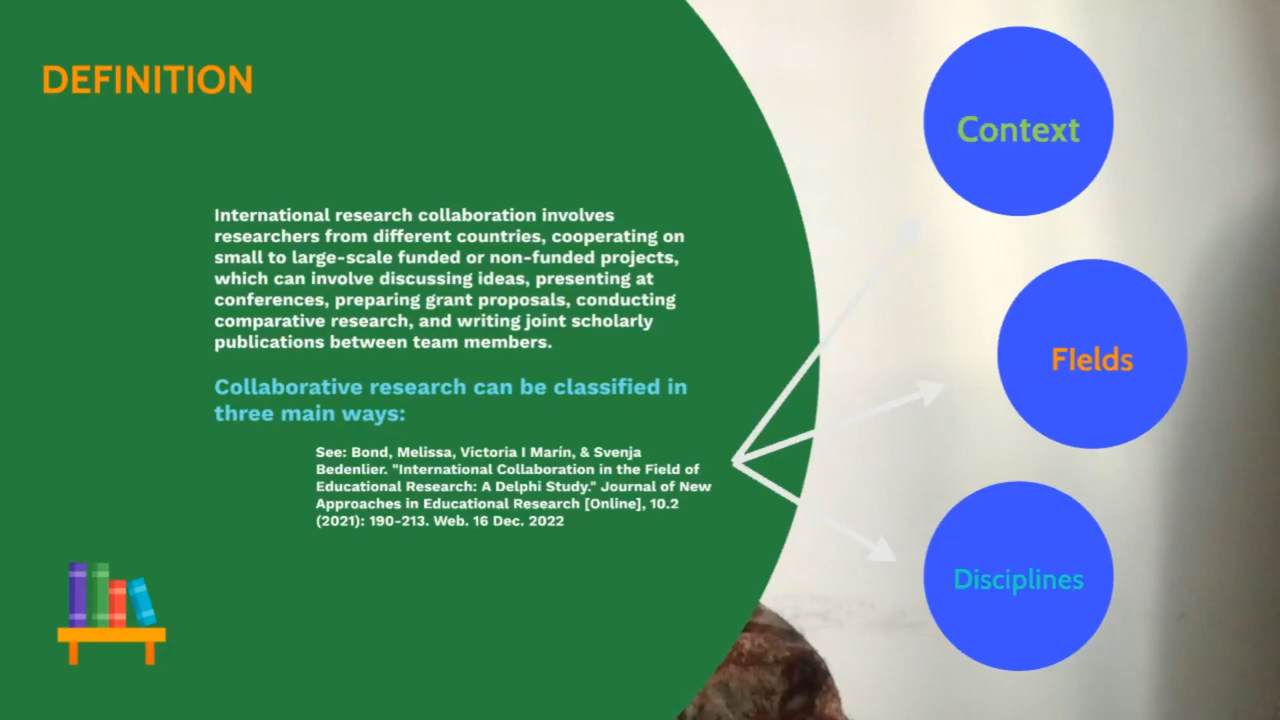 DEFINITION
International research collaboration involves
researchers from different countries, cooperating on
small to large-scale funded or non-funded projects,
which can involve discussing ideas, presenting at
conferences, preparing grant proposals, conducting
comparative research, and writing joint scholarly
publications between team members.
Collaborative research can be classified in
three main ways:
See: Bond, Melissa, Victoria I Marín, & Svenja
Bedenlier. "International Collaboration in the Field of
Educational Research: A Delphi Study." Journal of New
Approaches in Educational Research [Online], 10.2
(2021): 190-213. Web. 16 Dec. 2022
Context
FIelds
Disciplines